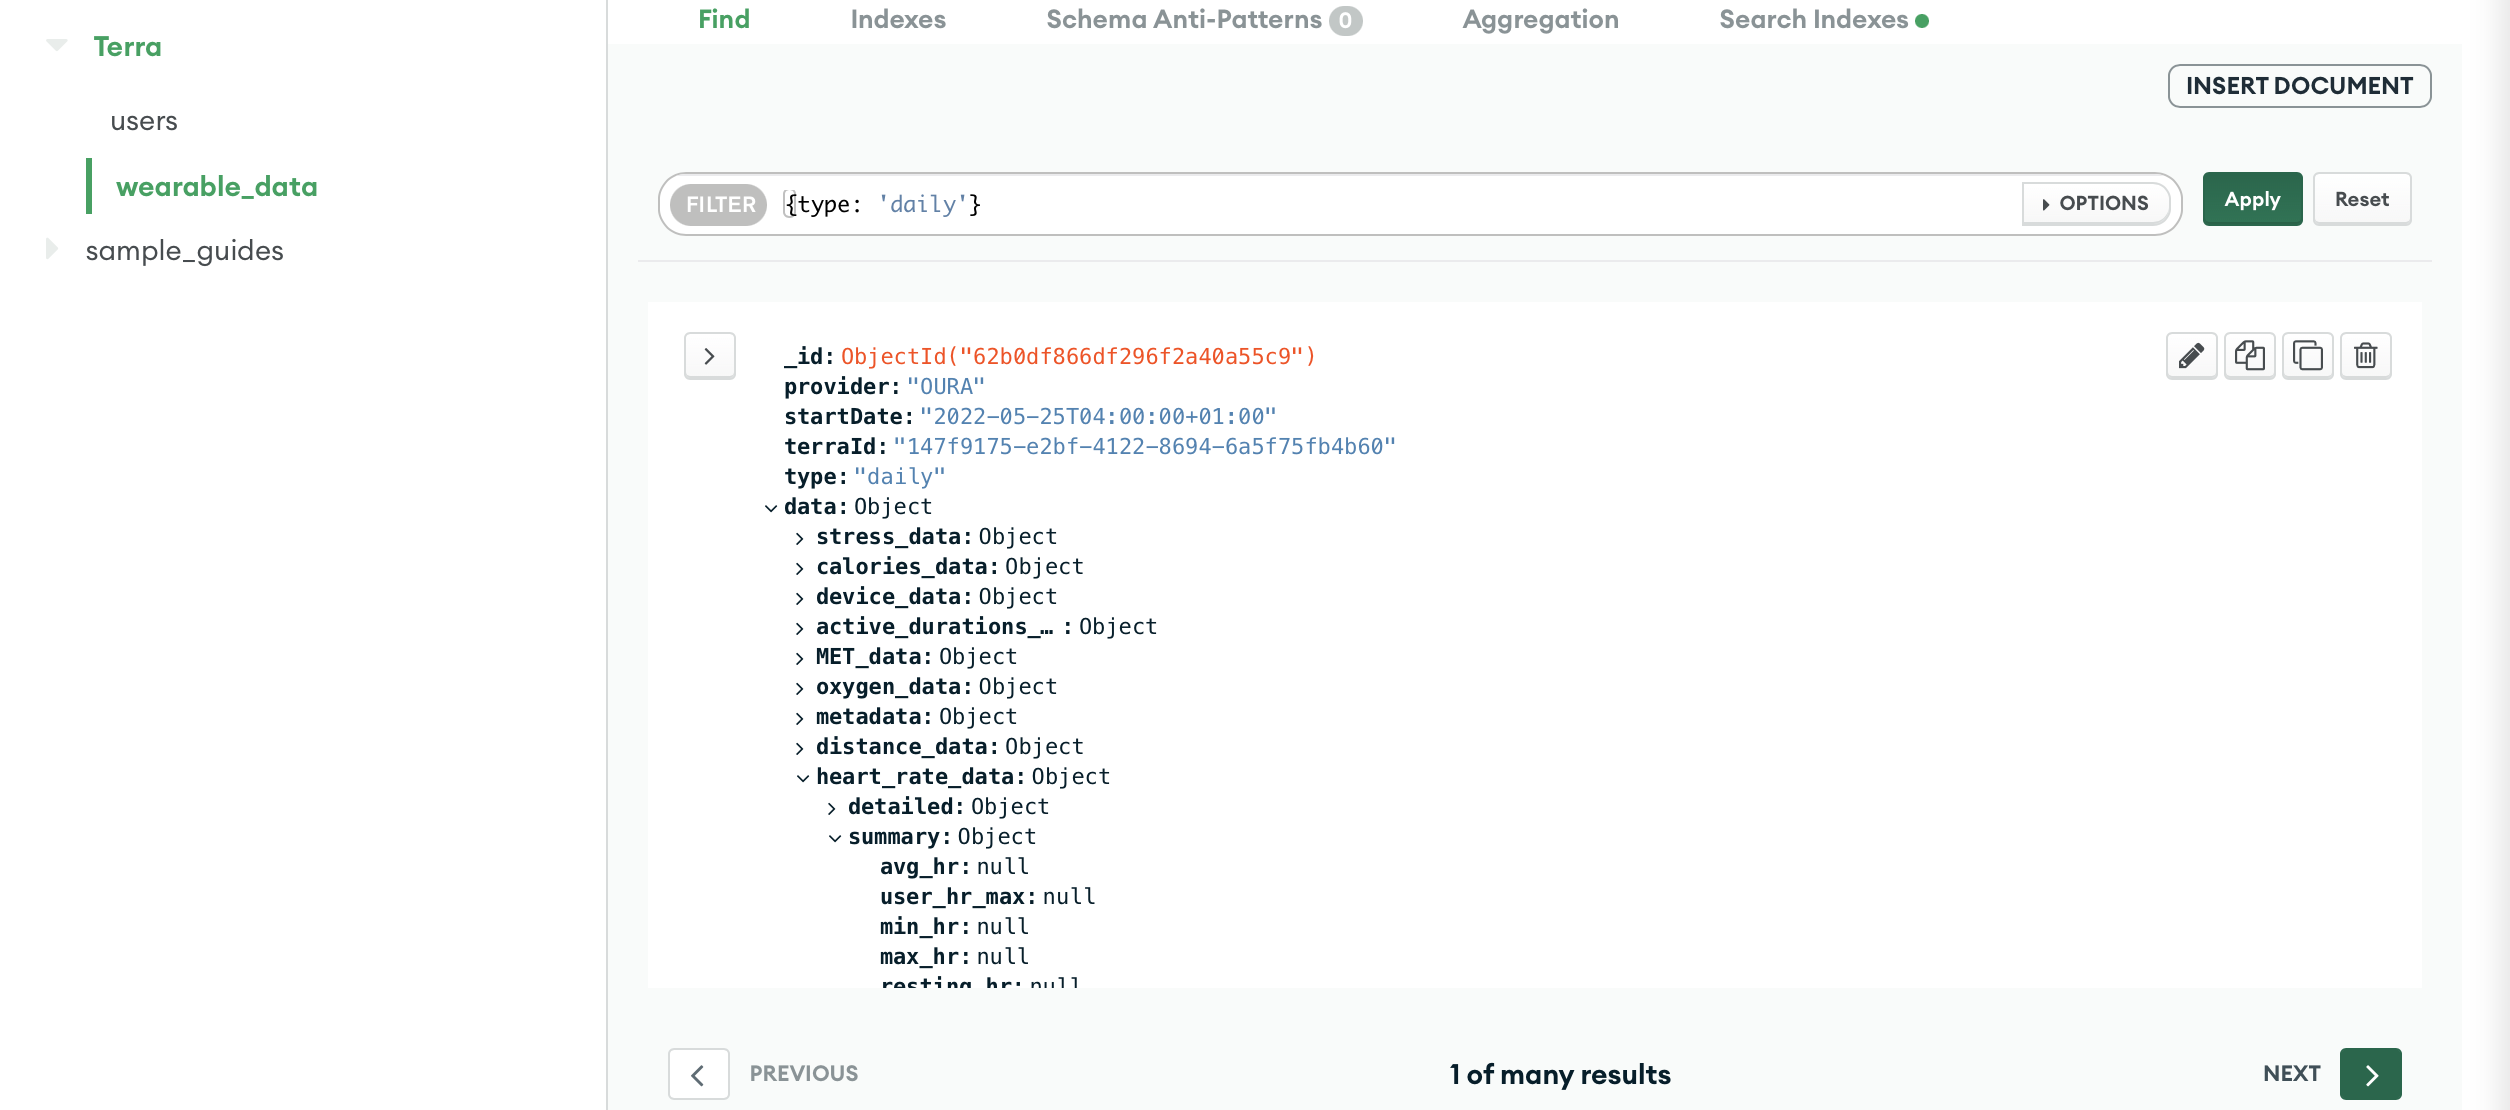 Terra
users
wearable_data
sample_guides
Find Indexes Schema Anti-Patterns 0 Aggregation Search Indexes
INSERT DOCUMENT
FILTER {type: 'daily'} OPTIONS Apply Reset
_id: ObjectId("62b0df866df296f2a40a55c9")
provider: "OURA"
startDate: "2022-05-25T04:00:00+01:00"
terraId: "147f9175-e2bf-4122-8694-6a5f75fb4b60"
type: "daily"
data: Object
stress_data: Object
calories_data: Object
device_data: Object
active_durations_… : Object
MET_data: Object
oxygen_data: Object
metadata: Object
distance_data: Object
heart_rate_data: Object
detailed: Object
summary: Object
avg_hr: null
user_hr_max: null
min_hr: null
max_hr: null
resting_hr: null
PREVIOUS 1 of many results NEXT